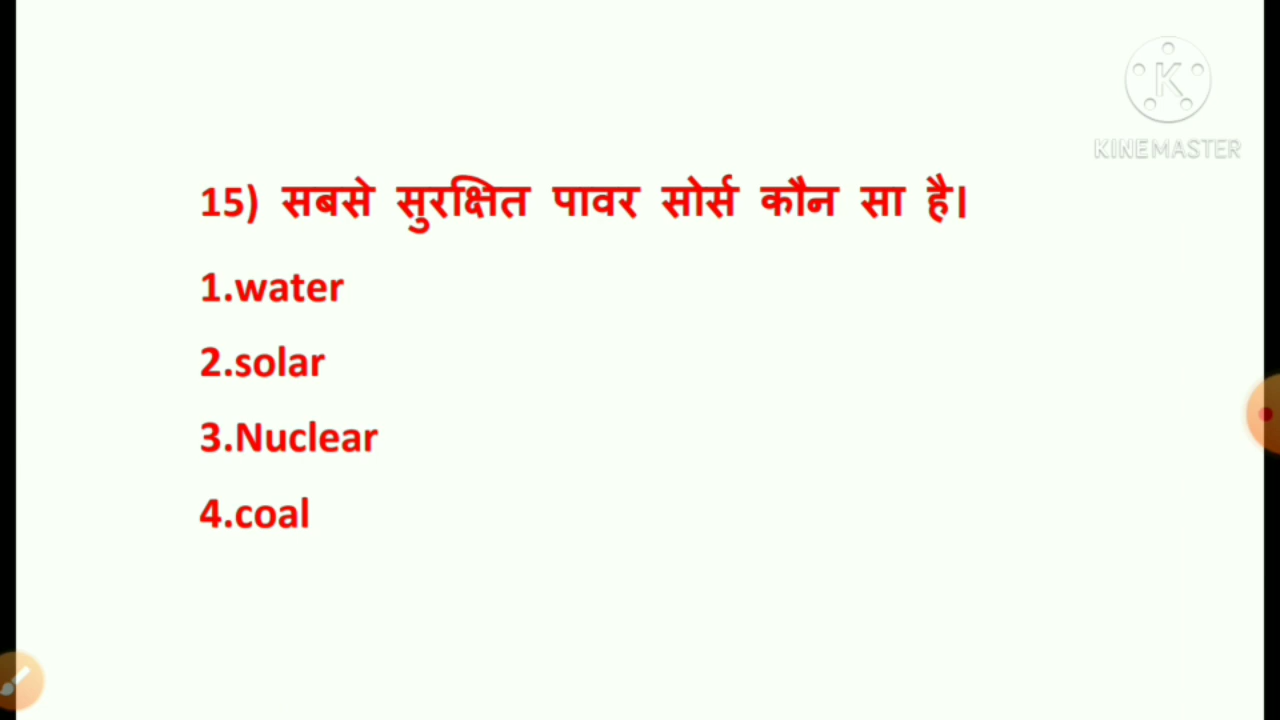 KINEMASTER
15) सबसे सुरक्षित पावर सोर्स कौन सा है।
1.water
2.solar
3.Nuclear
4.coal